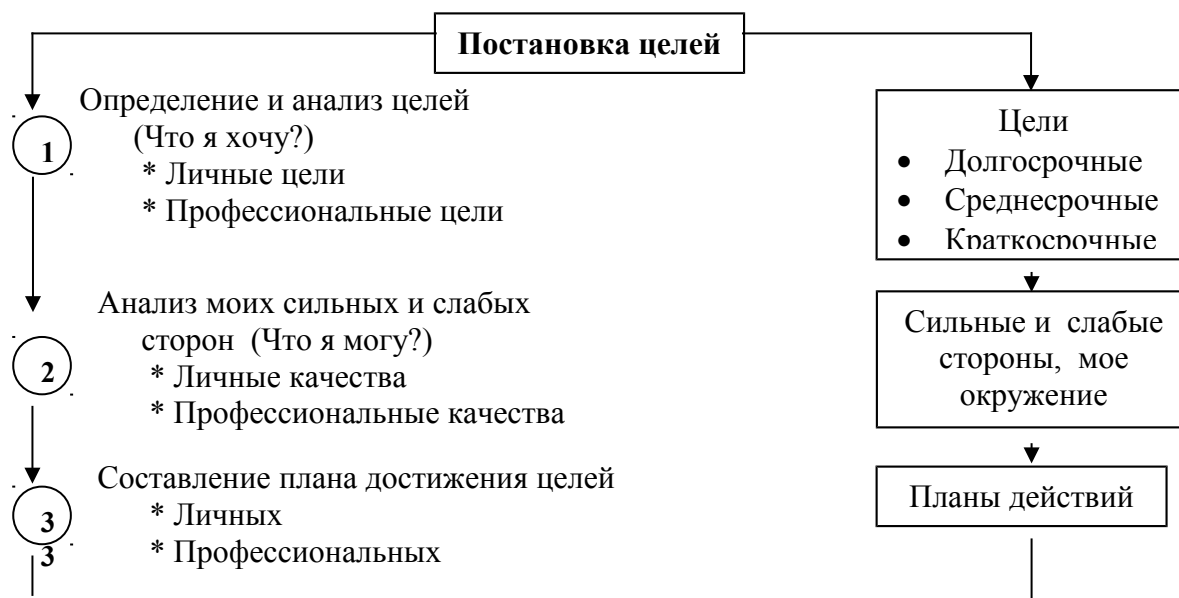 Постановка целей
1
Определение и анализ целей
(Что я хочу?)
* Личные цели
* Профессиональные цели
2
Анализ моих сильных и слабых
сторон (Что я могу?)
* Личные качества
* Профессиональные качества
3
3
Составление плана достижения целей
* Личных
* Профессиональных
Цели
• Долгосрочные
• Среднесрочные
• Краткосрочные
Сильные и слабые
стороны, мое
окружение
Планы действий